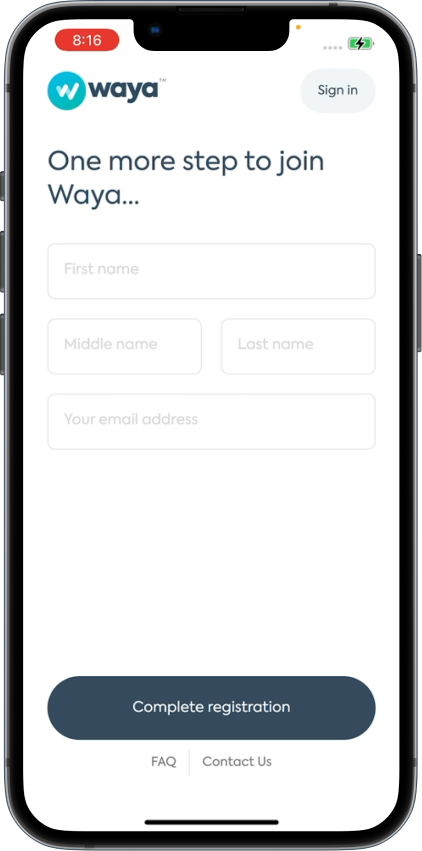 8:16
waya™
Sign in
One more step to join
Waya...
First name
Middle name
Last name
Your email address
Complete registration
FAQ
Contact Us